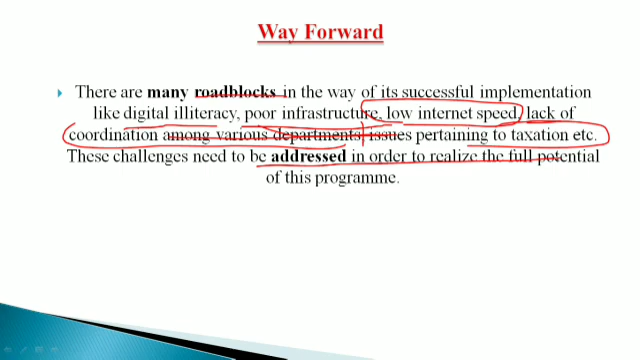 Way Forward
There are many roadblocks in the way of its successful implementation
like digital illiteracy, poor infrastructure, low internet speed, lack of
coordination among various departments, issues pertaining to taxation etc.
These challenges need to be addressed in order to realize the full potential
of this programme.